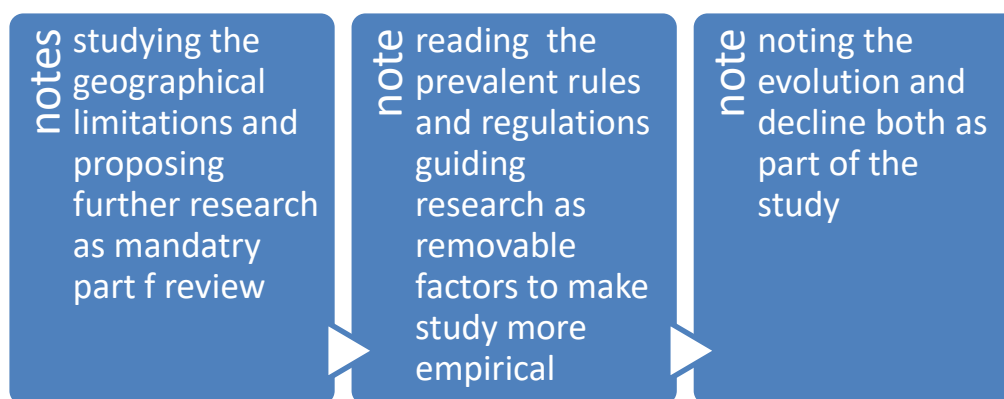 notes
studying the
geographical
limitations and
proposing
further research
as mandatry
part f review
note
reading  the
prevalent rules
and regulations
guiding
research as
removable
factors to make
study more
empirical
note
noting the
evolution and
decline both as
part of the
study